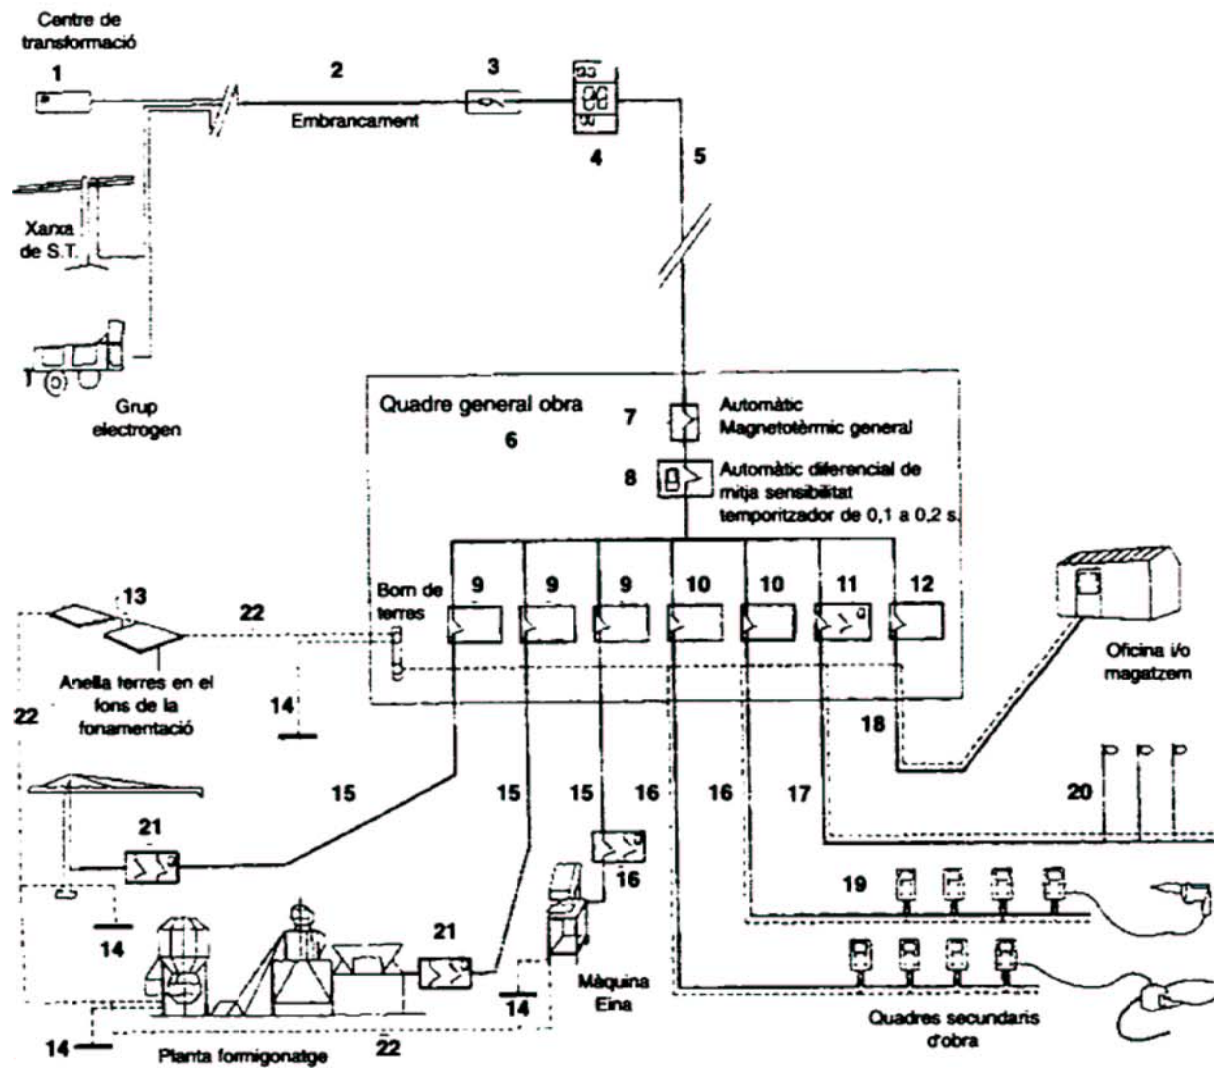 Centre de
transformació
1
2
3
Embrancament
4
5
Xarxa
de S.T.
Grup
electrogen
Quadre general obra
6
7
Automàtic
Magnetotèrmic general
8
Automàtic diferencial de
mitja sensibilitat
temporitzador de 0,1 a 0,2 s.
Born de
terres
9
9
9
10
10
11
12
13
22
Anella terres en el
fons de la
fonamentació
22
14
Oficina i/o
magatzem
18
15
15
15
16
16
17
20
21
16
19
14
21
14
Màquina
Eina
14
22
Planta formigonatge
Quadres secundaris
d'obra